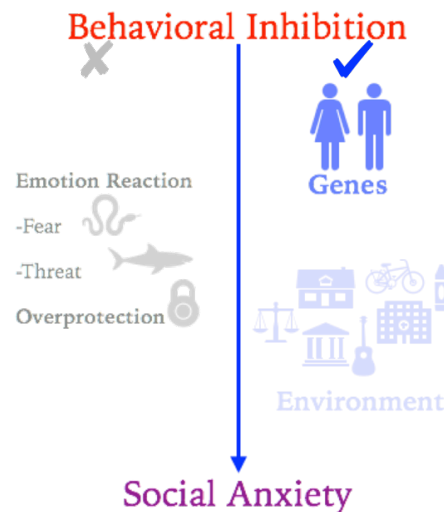 Behavioral Inhibition
Genes
Emotion Reaction
-Fear
-Threat
Overprotection
Environment
Social Anxiety